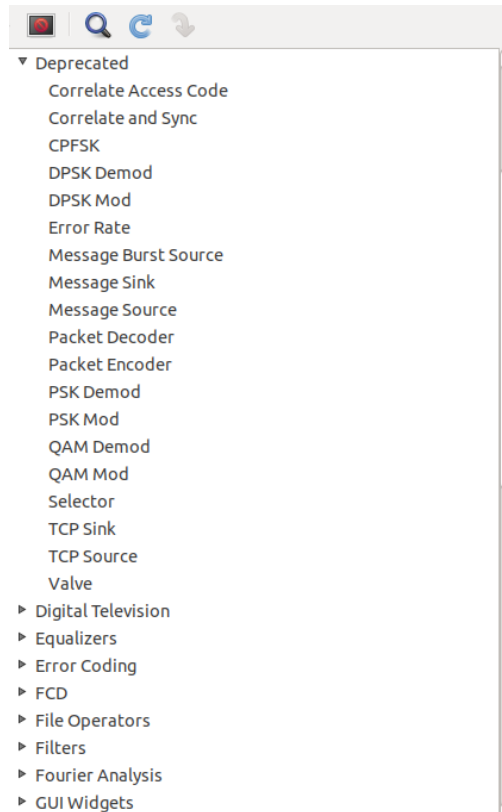 Deprecated
Correlate Access Code
Correlate and Sync
CPFSK
DPSK Demod
DPSK Mod
Error Rate
Message Burst Source
Message Sink
Message Source
Packet Decoder
Packet Encoder
PSK Demod
PSK Mod
QAM Demod
QAM Mod
Selector
TCP Sink
TCP Source
Valve
Digital Television
Equalizers
Error Coding
FCD
File Operators
Filters
Fourier Analysis
GUI Widgets